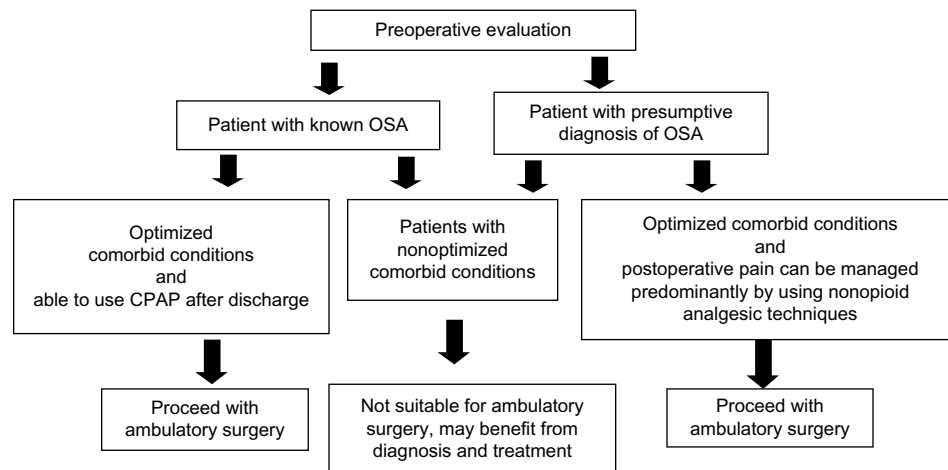 Preoperative evaluation
Patient with known OSA
Patient with presumptive
diagnosis of OSA
Optimized
comorbid conditions
and
able to use CPAP after discharge
Patients with
nonoptimized
comorbid conditions
Optimized comorbid conditions
and
postoperative pain can be managed
predominantly by using nonopioid
analgesic techniques
Proceed with
ambulatory surgery
Not suitable for ambulatory
surgery, may benefit from
diagnosis and treatment
Proceed with
ambulatory surgery